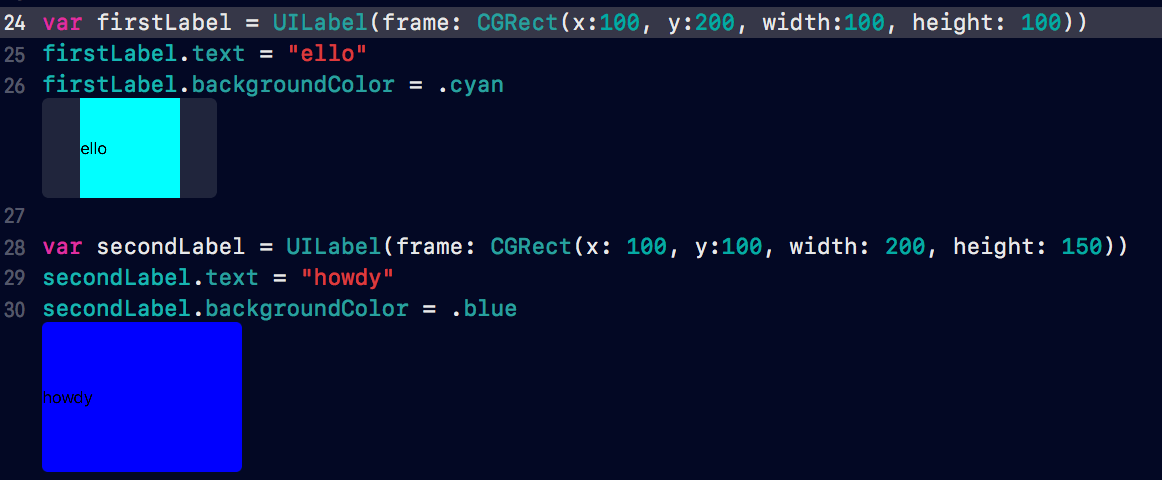 24 var firstLabel = UILabel(frame: CGRect(x:100, y:200, width:100, height: 100))
25 firstLabel.text = "ello"
26 firstLabel.backgroundColor = .cyan
ello
27
28 var secondLabel = UILabel(frame: CGRect(x: 100, y:100, width: 200, height: 150))
29 secondLabel.text = "howdy"
30 secondLabel.backgroundColor = .blue
howdy